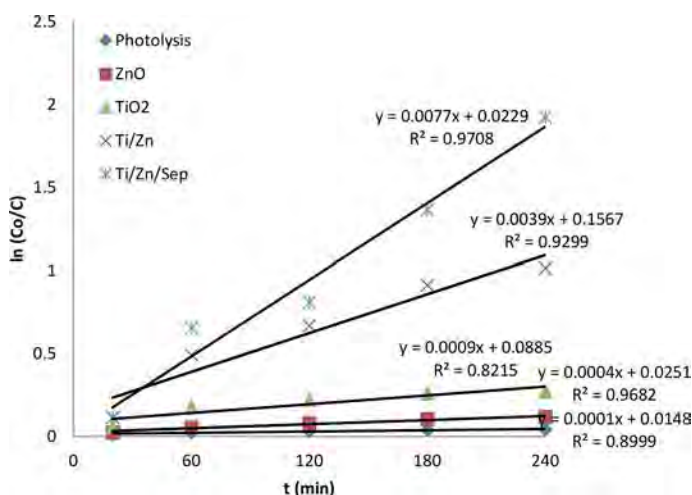 2.5
2
1.5
1
0.5
0
ln (Co/C)
Photolysis
ZnO
TiO2
Ti/Zn
Ti/Zn/Sep
y = 0.0077x + 0.0229
R² = 0.9708
y = 0.0039x + 0.1567
R² = 0.9299
y = 0.0009x + 0.0885
R² = 0.8215
y = 0.0004x + 0.0251
R² = 0.9682
y = 0.0001x + 0.0148
R² = 0.8999
0 60 120 180 240
t (min)